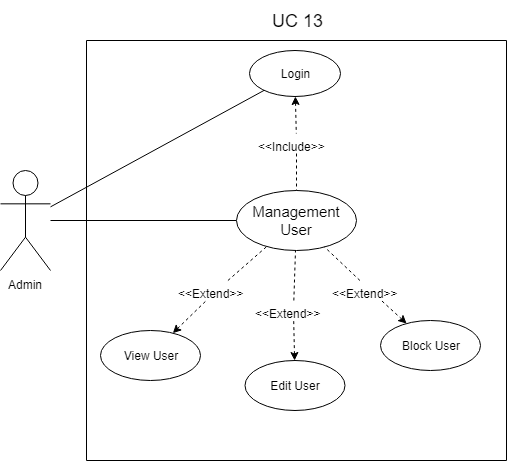 UC 13
Login
<<Include>>
Management
User
Admin
<<Extend>>
<<Extend>>
<<Extend>>
View User
Edit User
Block User